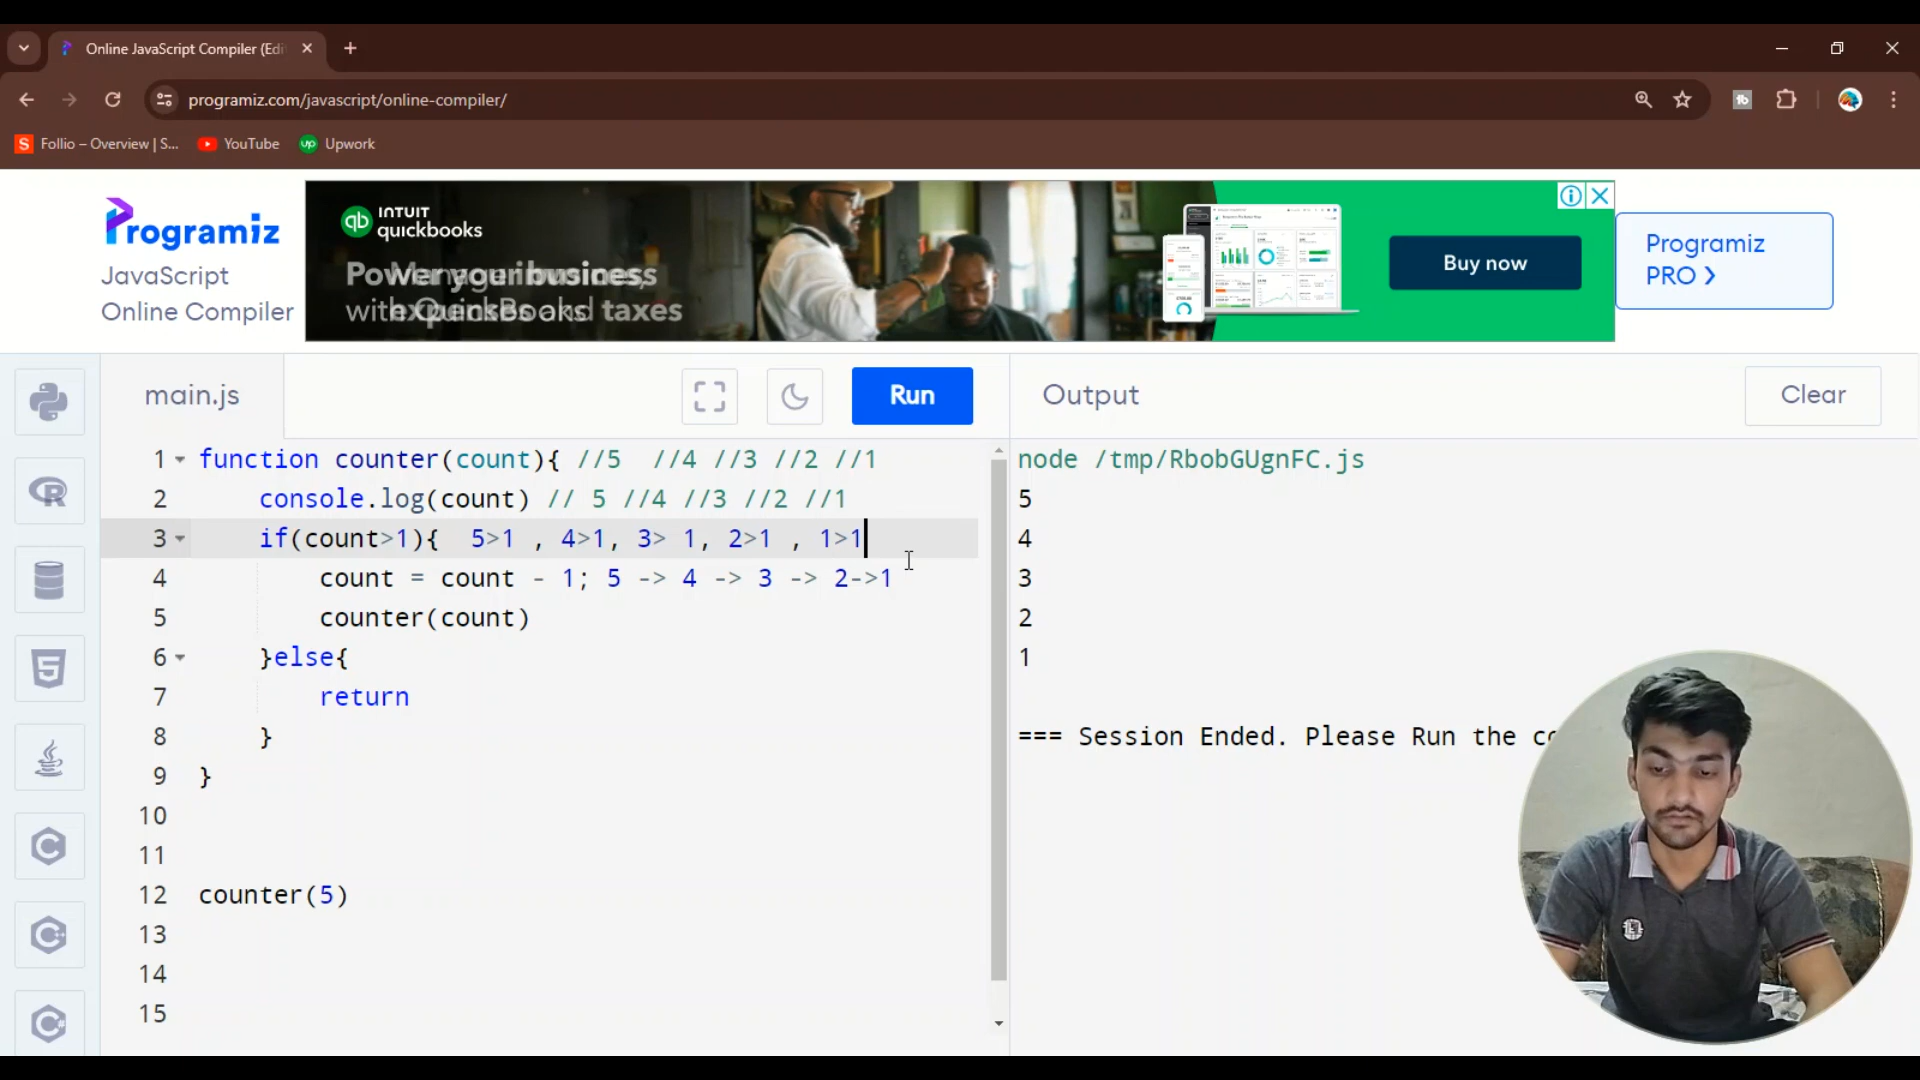 Online JavaScript Compiler (Edi
programiz.com/javascript/online-compiler/
Follio – Overview | S...
YouTube
Upwork
Programiz
JavaScript
Online Compiler
INTUIT
quickbooks
Buy now
Programiz
PRO ❯
main.js
Run
Output
Clear
1 function counter(count){ //5  //4 //3 //2 //1
2     console.log(count) // 5 //4 //3 //2 //1
3     if(count>1){  5>1 , 4>1, 3> 1, 2>1 , 1>1
4         count = count - 1; 5 -> 4 -> 3 -> 2->1
5         counter(count)
6     }else{
7         return
8     }
9 }
10
11
12 counter(5)
13
14
15
node /tmp/RbobGUgnFC.js
5
4
3
2
1
=== Session Ended. Please Run the co